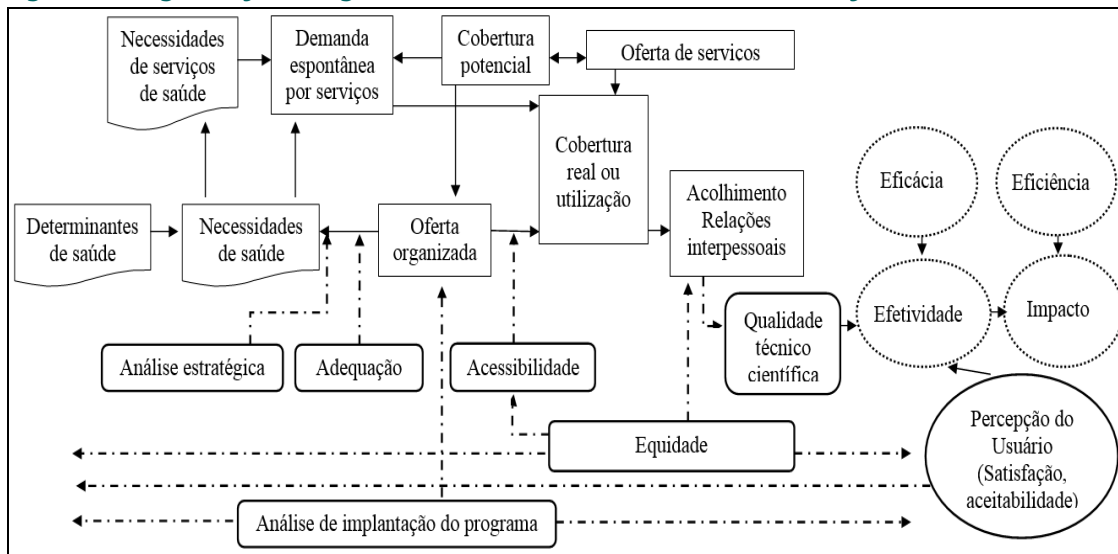 Necessidades
de serviços
de saúde
Demanda
espontânea
por serviços
Cobertura
potencial
Oferta de serviços
Cobertura
real ou
utilização
Eficácia
Eficiência
Determinantes
de saúde
Necessidades
de saúde
Oferta
organizada
Acolhimento
Relações
interpessoais
Qualidade
técnico
científica
Efetividade
Impacto
Análise estratégica
Adequação
Acessibilidade
Equidade
Percepção do
Usuário
(Satisfação,
aceitabilidade)
Análise de implantação do programa